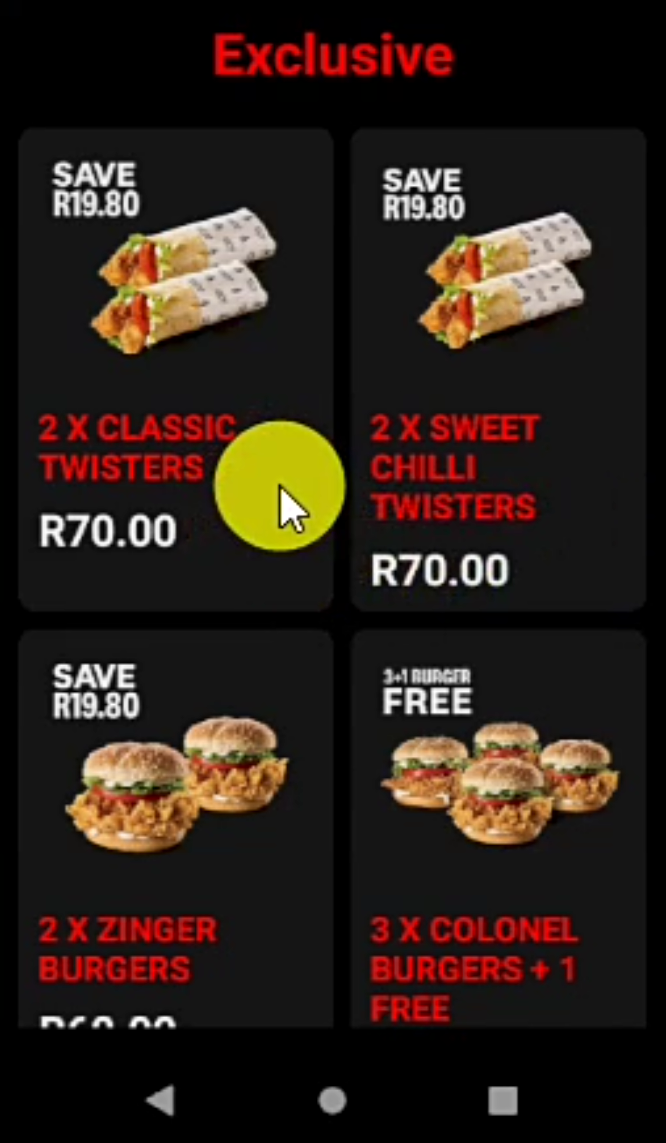 Exclusive
SAVE
R19.80
2 X CLASSIC
TWISTERS
R70.00
SAVE
R19.80
2 X SWEET
CHILLI
TWISTERS
R70.00
SAVE
R19.80
2 X ZINGER
BURGERS
3+1 BURGER
FREE
3 X COLONEL
BURGERS + 1
FREE